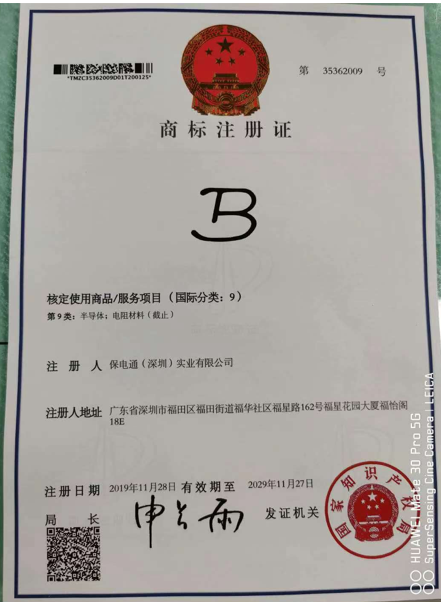 *TMZC35362009D01T200125*
第 35362009 号
商标注册证
B
核定使用商品/服务项目（国际分类：9）
第9类：半导体；电阻材料（截止）
注 册 人 保电通（深圳）实业有限公司
注册人地址 广东省深圳市福田区福田街道福华社区福星路162号福星花园大厦福怡阁
18E
注册日期 2019年11月28日 有效期至 2029年11月27日
局 长 申长雨 发证机关
国家知识产权局
HUAWEI Mate 30 Pro 5G
SuperSensing Cine Camera | LEICA